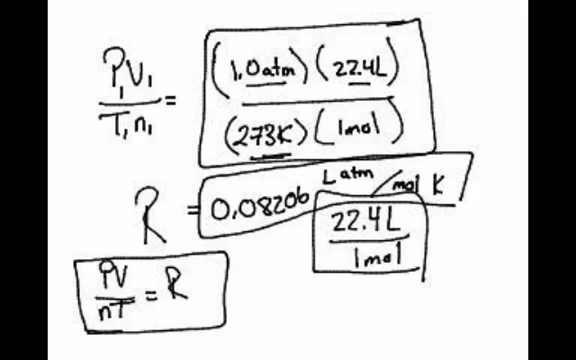 P₁V₁ / T₁n₁ = (1.0atm)(22.4L) / (273K)(1mol)
R = 0.08206 L atm / mol K
22.4L / 1mol
PV / nT = R